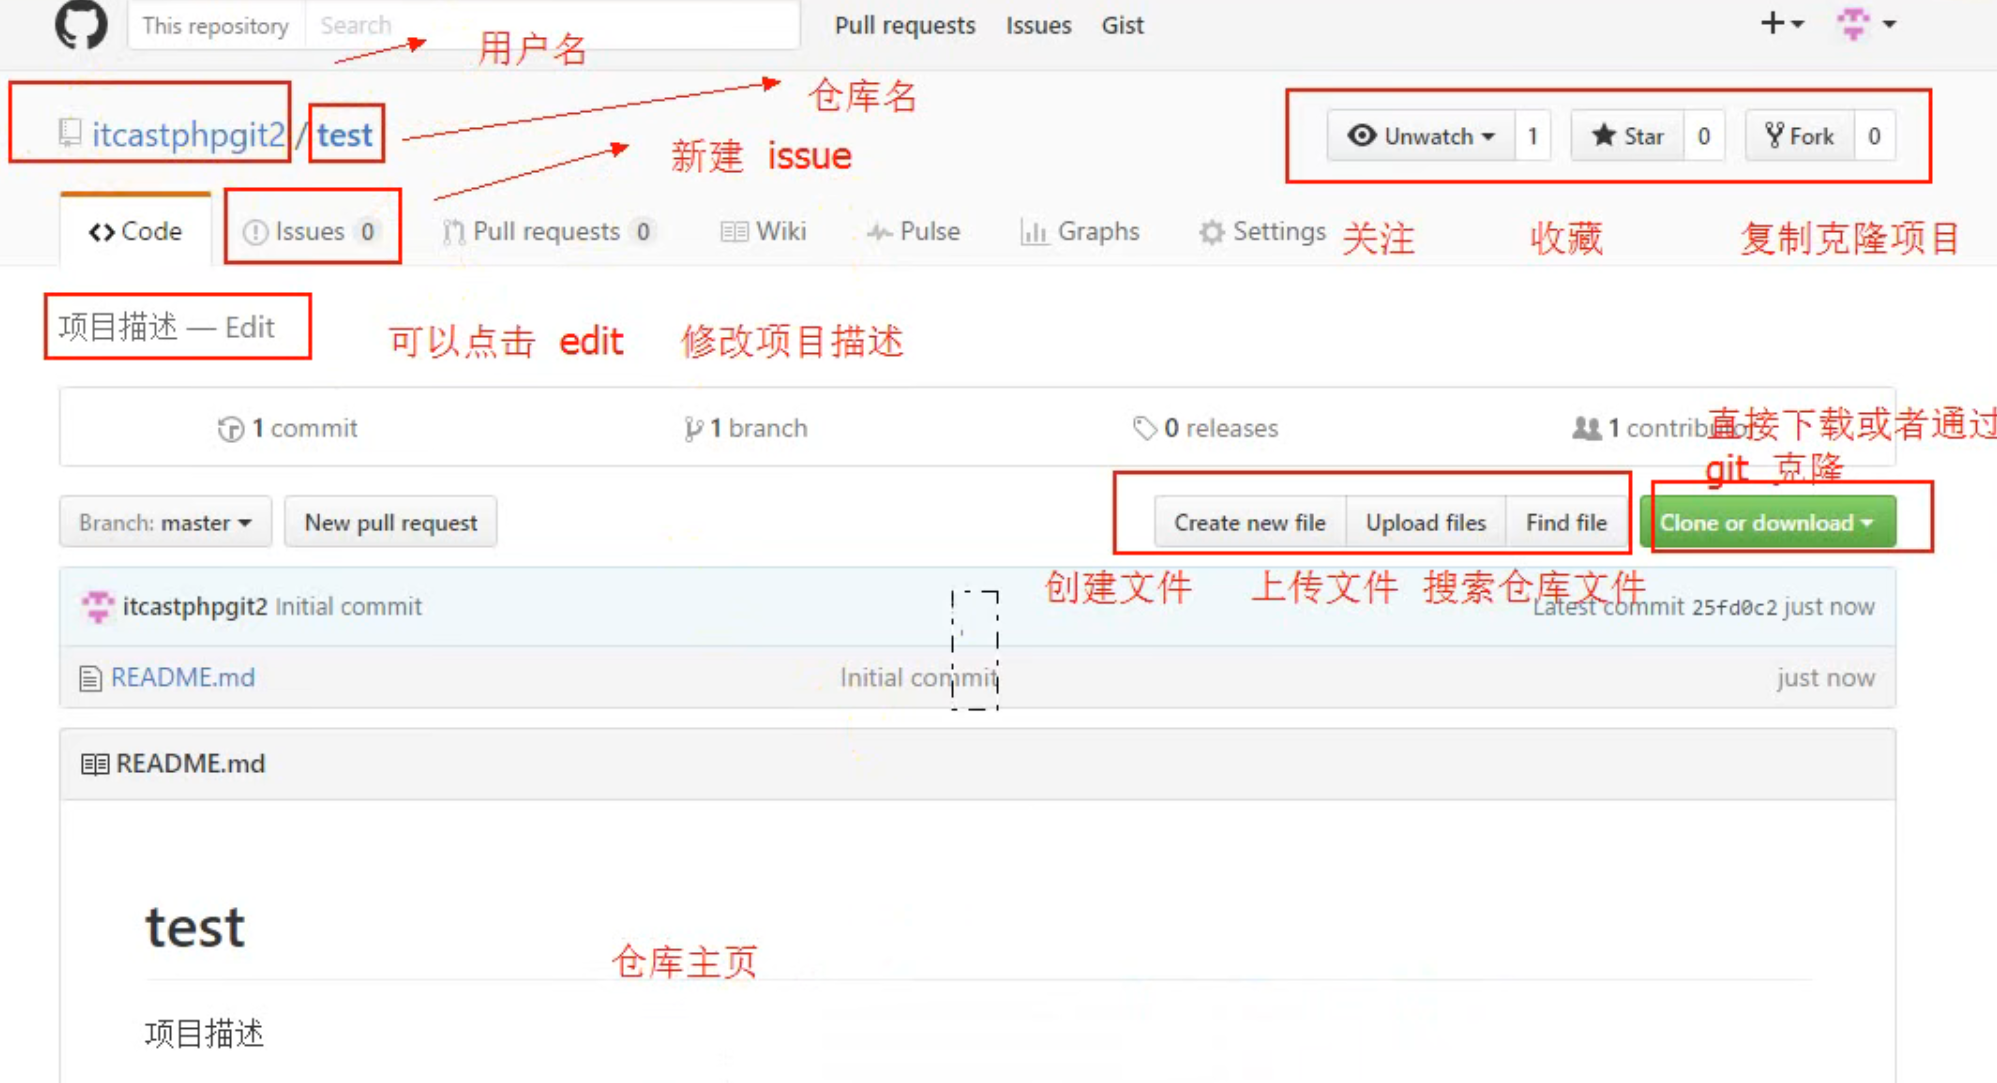 This repository Search Pull requests Issues Gist
用户名
仓库名
itcastphpgit2 / test
Unwatch 1 Star 0 Fork 0
新建 issue
Code Issues 0 Pull requests 0 Wiki Pulse Graphs Settings
关注 收藏 复制克隆项目
项目描述 — Edit
可以点击 edit 修改项目描述
1 commit 1 branch 0 releases 1
直接下载或者通过
git 克隆
Branch: master New pull request Create new file Upload files Find file Clone or download
创建文件 上传文件 搜索仓库文件
itcastphpgit2 Initial commit Latest commit 25fd0c2 just now
README.md Initial commit just now
README.md
test
仓库主页
项目描述